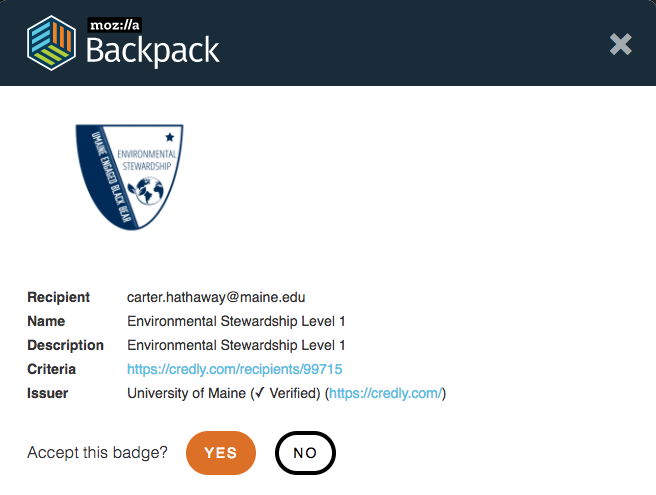 moz://a
Backpack
UMAINE ENGAGED BLACK BEAR
ENVIRONMENTAL
STEWARDSHIP
Recipient carter.hathaway@maine.edu
Name Environmental Stewardship Level 1
Description Environmental Stewardship Level 1
Criteria https://credly.com/recipients/99715
Issuer University of Maine (✓ Verified) (https://credly.com/)
Accept this badge? YES NO